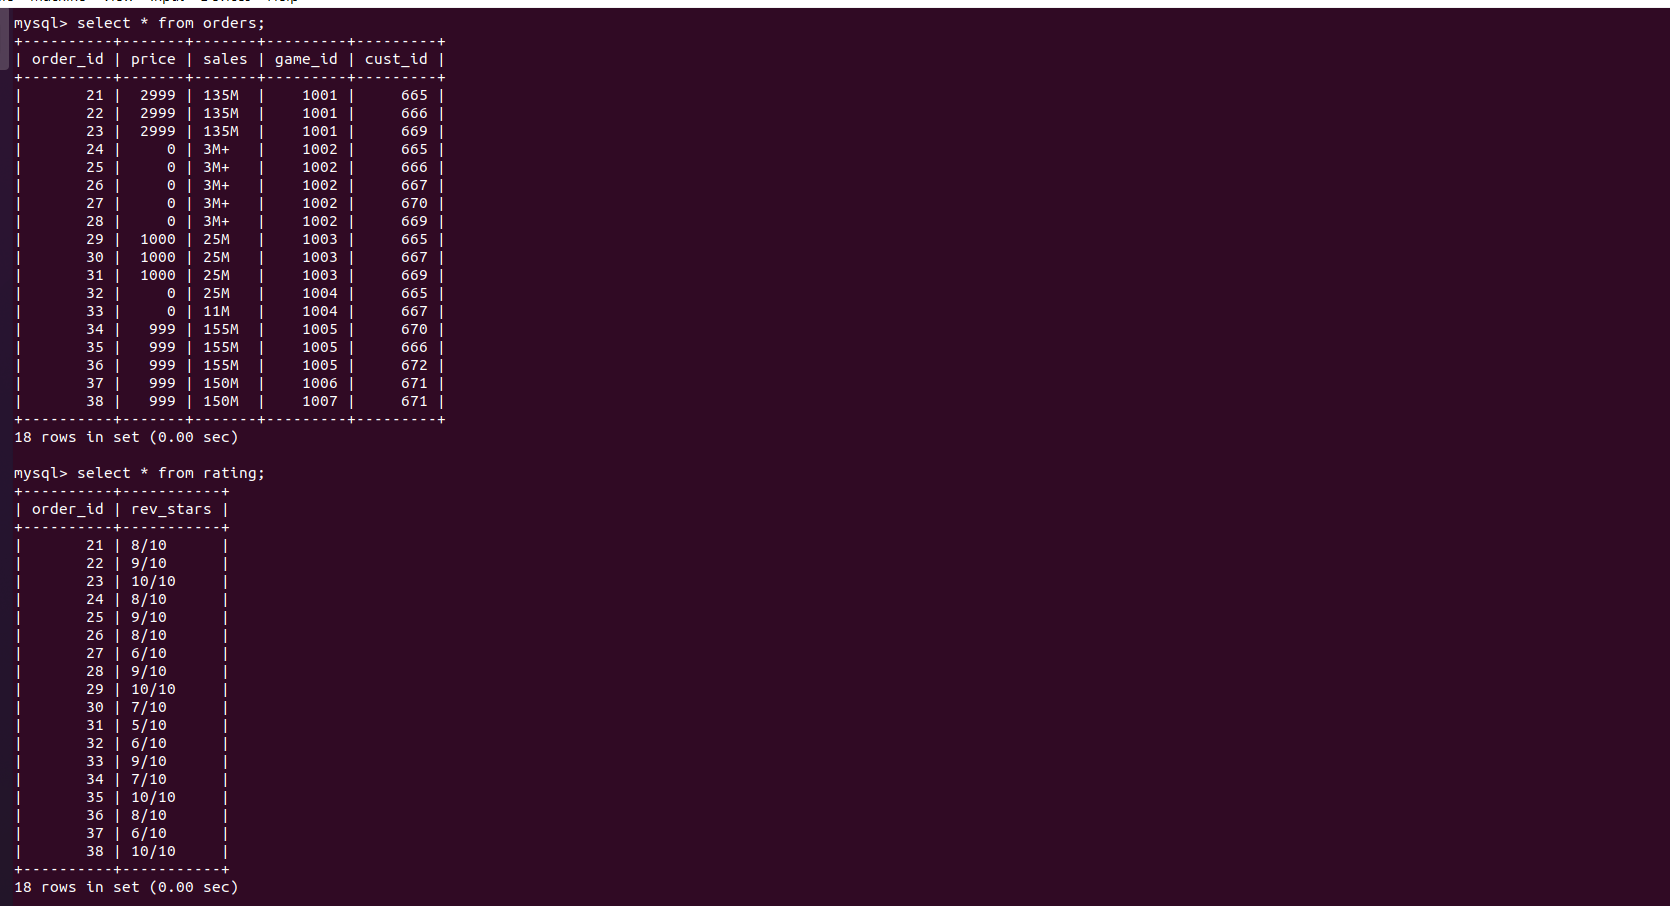 mysql> select * from orders;
+----------+-------+-------+---------+---------+
| order_id | price | sales | game_id | cust_id |
+----------+-------+-------+---------+---------+
|       21 |  2999 | 135M  |    1001 |     665 |
|       22 |  2999 | 135M  |    1001 |     666 |
|       23 |  2999 | 135M  |    1001 |     669 |
|       24 |     0 | 3M+   |    1002 |     665 |
|       25 |     0 | 3M+   |    1002 |     666 |
|       26 |     0 | 3M+   |    1002 |     667 |
|       27 |     0 | 3M+   |    1002 |     670 |
|       28 |     0 | 3M+   |    1002 |     669 |
|       29 |  1000 | 25M   |    1003 |     665 |
|       30 |  1000 | 25M   |    1003 |     667 |
|       31 |  1000 | 25M   |    1003 |     669 |
|       32 |     0 | 25M   |    1004 |     665 |
|       33 |     0 | 11M   |    1004 |     667 |
|       34 |   999 | 155M  |    1005 |     670 |
|       35 |   999 | 155M  |    1005 |     666 |
|       36 |   999 | 155M  |    1005 |     672 |
|       37 |   999 | 150M  |    1006 |     671 |
|       38 |   999 | 150M  |    1007 |     671 |
+----------+-------+-------+---------+---------+
18 rows in set (0.00 sec)
mysql> select * from rating;
+----------+-----------+
| order_id | rev_stars |
+----------+-----------+
|       21 | 8/10      |
|       22 | 9/10      |
|       23 | 10/10     |
|       24 | 8/10      |
|       25 | 9/10      |
|       26 | 8/10      |
|       27 | 6/10      |
|       28 | 9/10      |
|       29 | 10/10     |
|       30 | 7/10      |
|       31 | 5/10      |
|       32 | 6/10      |
|       33 | 9/10      |
|       34 | 7/10      |
|       35 | 10/10     |
|       36 | 8/10      |
|       37 | 6/10      |
|       38 | 10/10     |
+----------+-----------+
18 rows in set (0.00 sec)